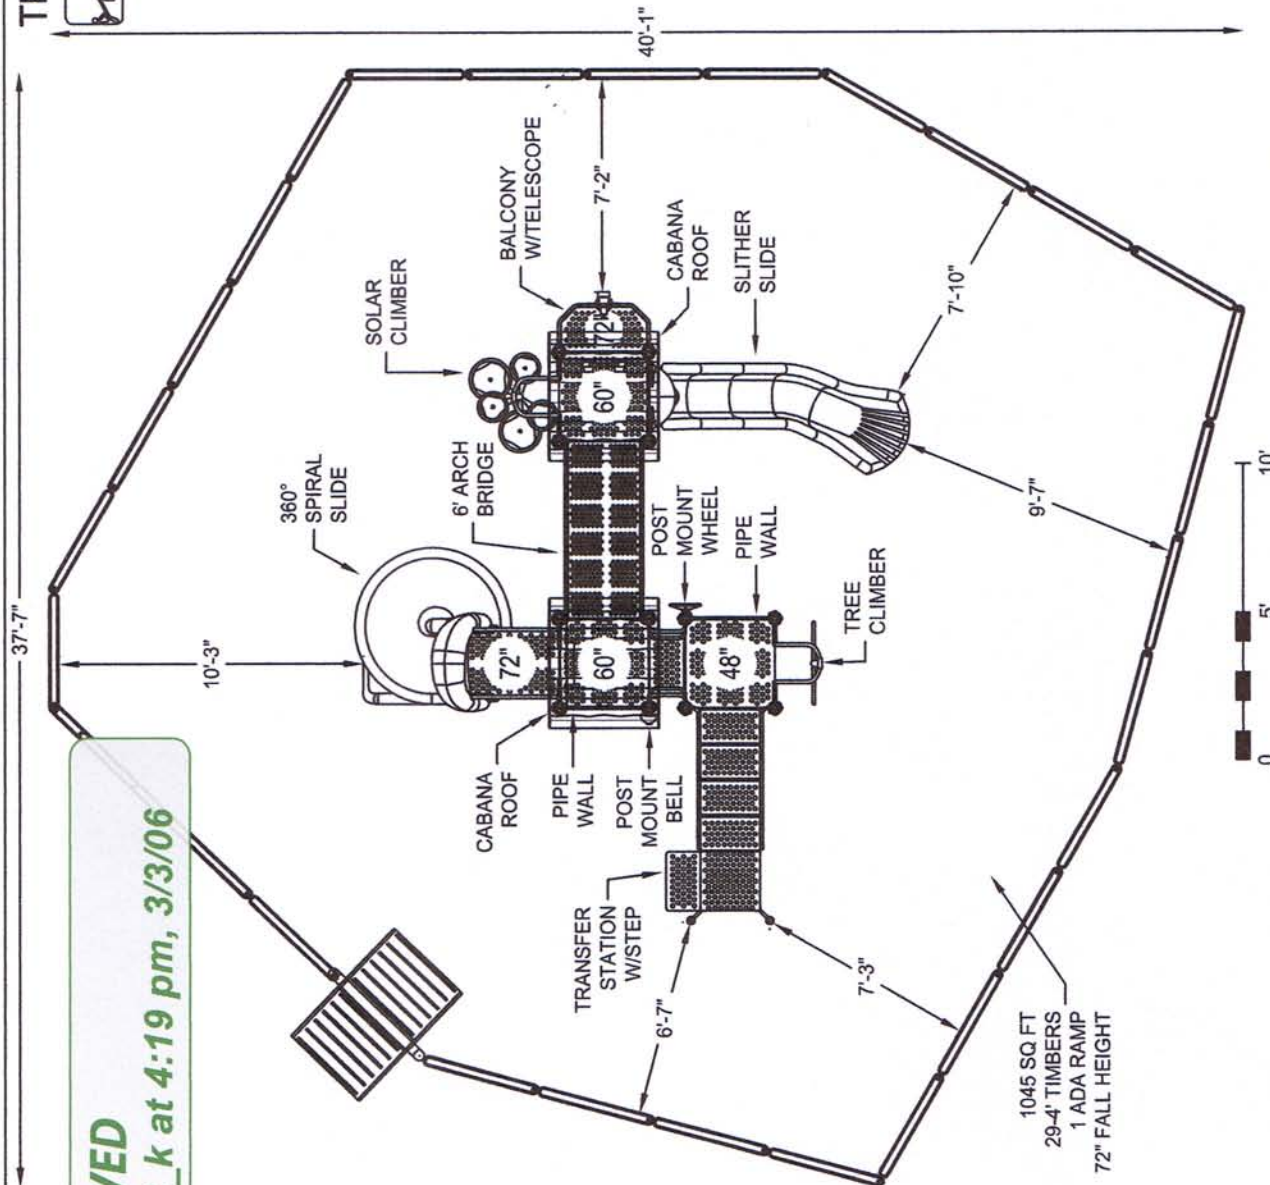 37'-7"
40'-1"
VED
_k at 4:19 pm, 3/3/06
10'-3"
360°
SPIRAL
SLIDE
SOLAR
CLIMBER
BALCONY
W/TELESCOPE
7'-2"
6' ARCH
BRIDGE
CABANA
ROOF
SLITHER
SLIDE
72"
60"
72"
60"
48"
POST
MOUNT
WHEEL
PIPE
WALL
TREE
CLIMBER
CABANA
ROOF
PIPE
WALL
POST
MOUNT
BELL
TRANSFER
STATION
W/STEP
7'-10"
9'-7"
6'-7"
7'-3"
1045 SQ FT
29-4' TIMBERS
1 ADA RAMP
72" FALL HEIGHT
0 5' 10'